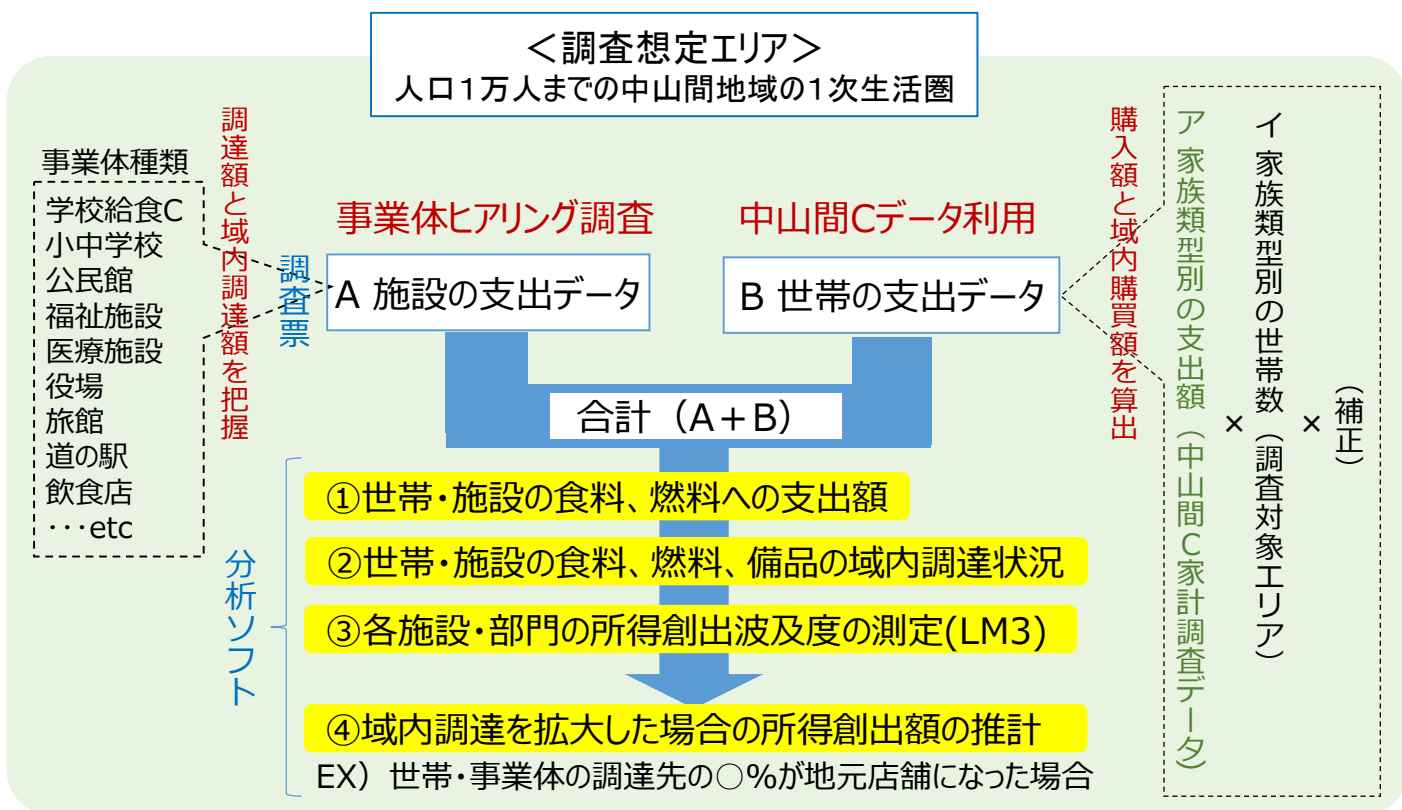 ＜調査想定エリア＞
人口１万人までの中山間地域の１次生活圏
事業体種類
学校給食C
小中学校
公民館
福祉施設
医療施設
役場
旅館
道の駅
飲食店
･･･etc
調達額と域内調達額を把握
調査票
事業体ヒアリング調査
A 施設の支出データ
中山間Cデータ利用
B 世帯の支出データ
購入額と域内購買額を算出
ア 家族類型別の支出額（中山間C家計調査データ）
×
イ 家族類型別の世帯数（調査対象エリア）
×
（補正）
合計（A＋B）
分析ソフト
①世帯・施設の食料、燃料への支出額
②世帯・施設の食料、燃料、備品の域内調達状況
③各施設・部門の所得創出波及度の測定(LM3)
④域内調達を拡大した場合の所得創出額の推計
EX）世帯・事業体の調達先の○%が地元店舗になった場合